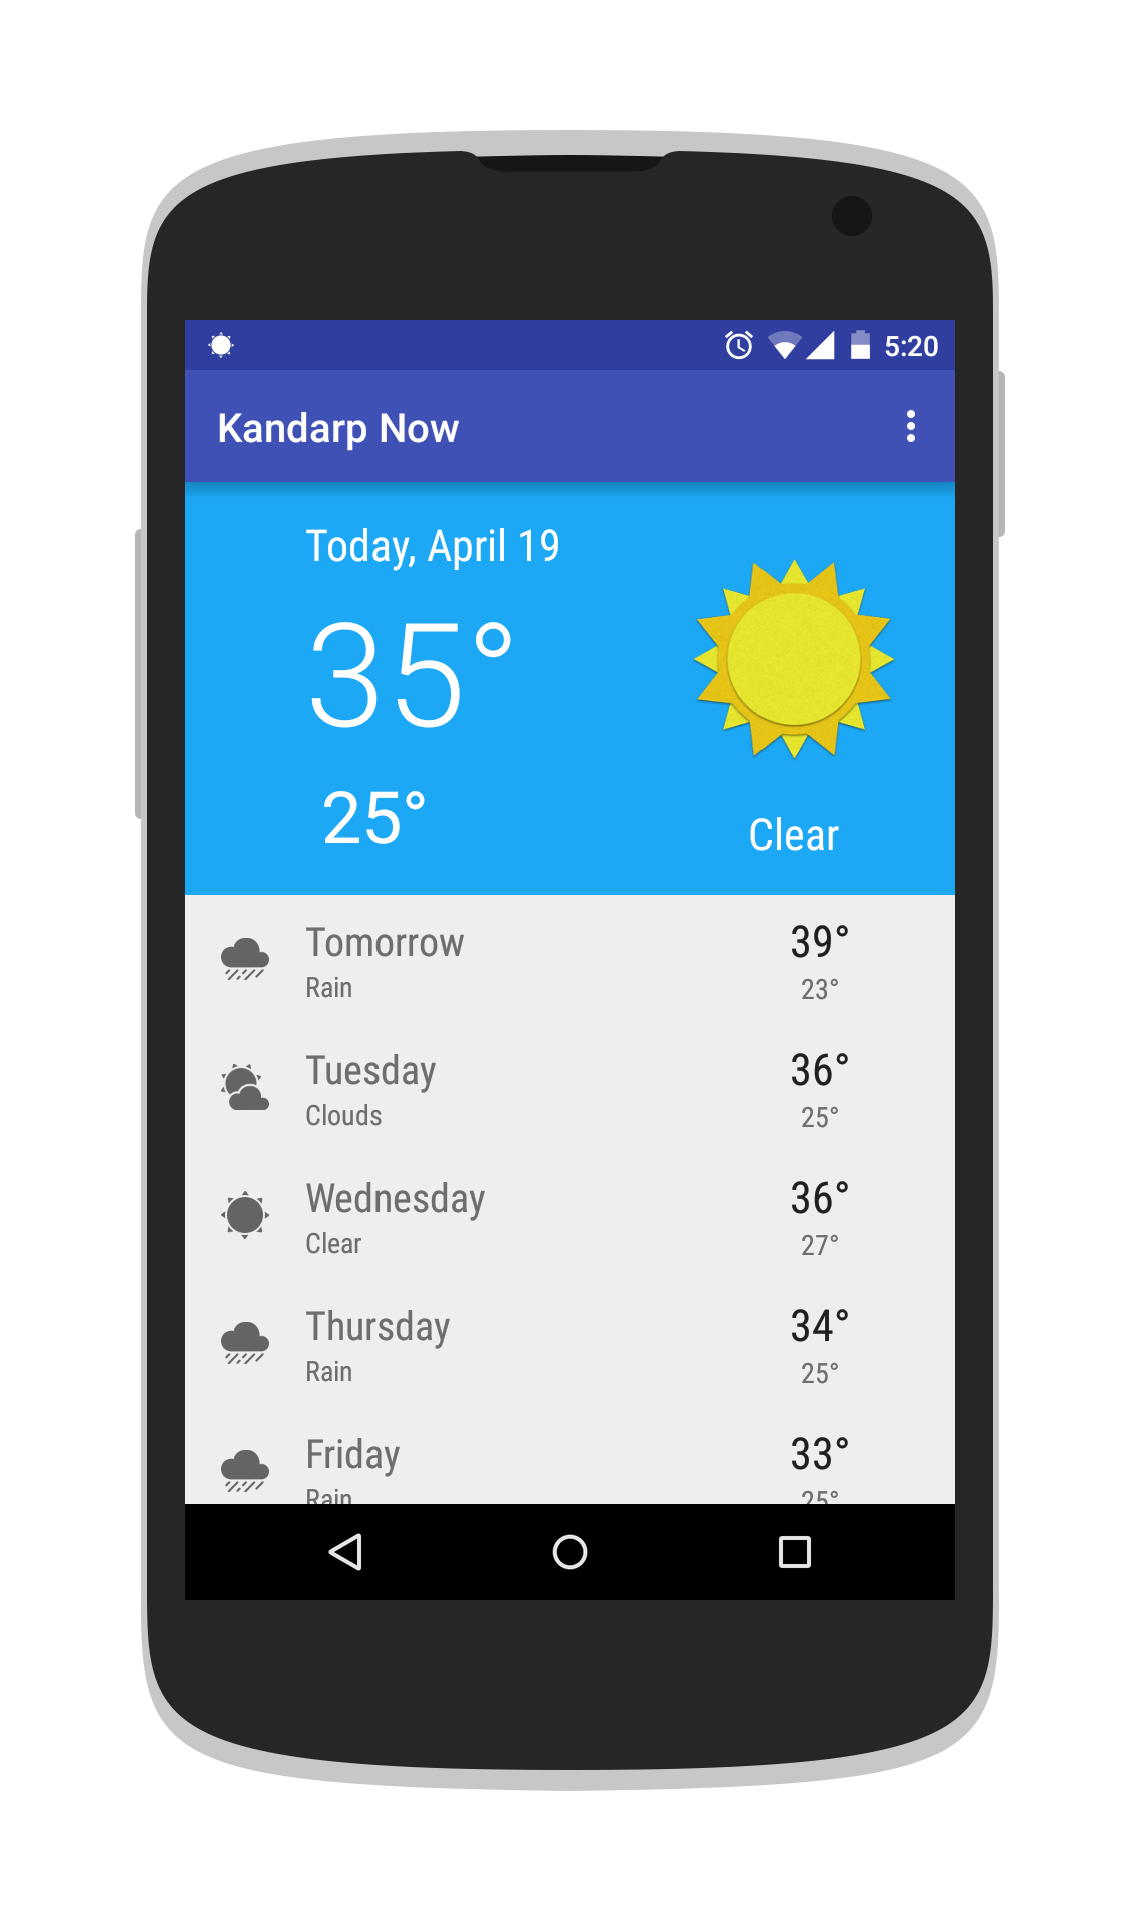 5:20
Kandarp Now
Today, April 19
35°
25°
Clear
Tomorrow
Rain
39°
23°
Tuesday
Clouds
36°
25°
Wednesday
Clear
36°
27°
Thursday
Rain
34°
25°
Friday
Rain
33°
25°